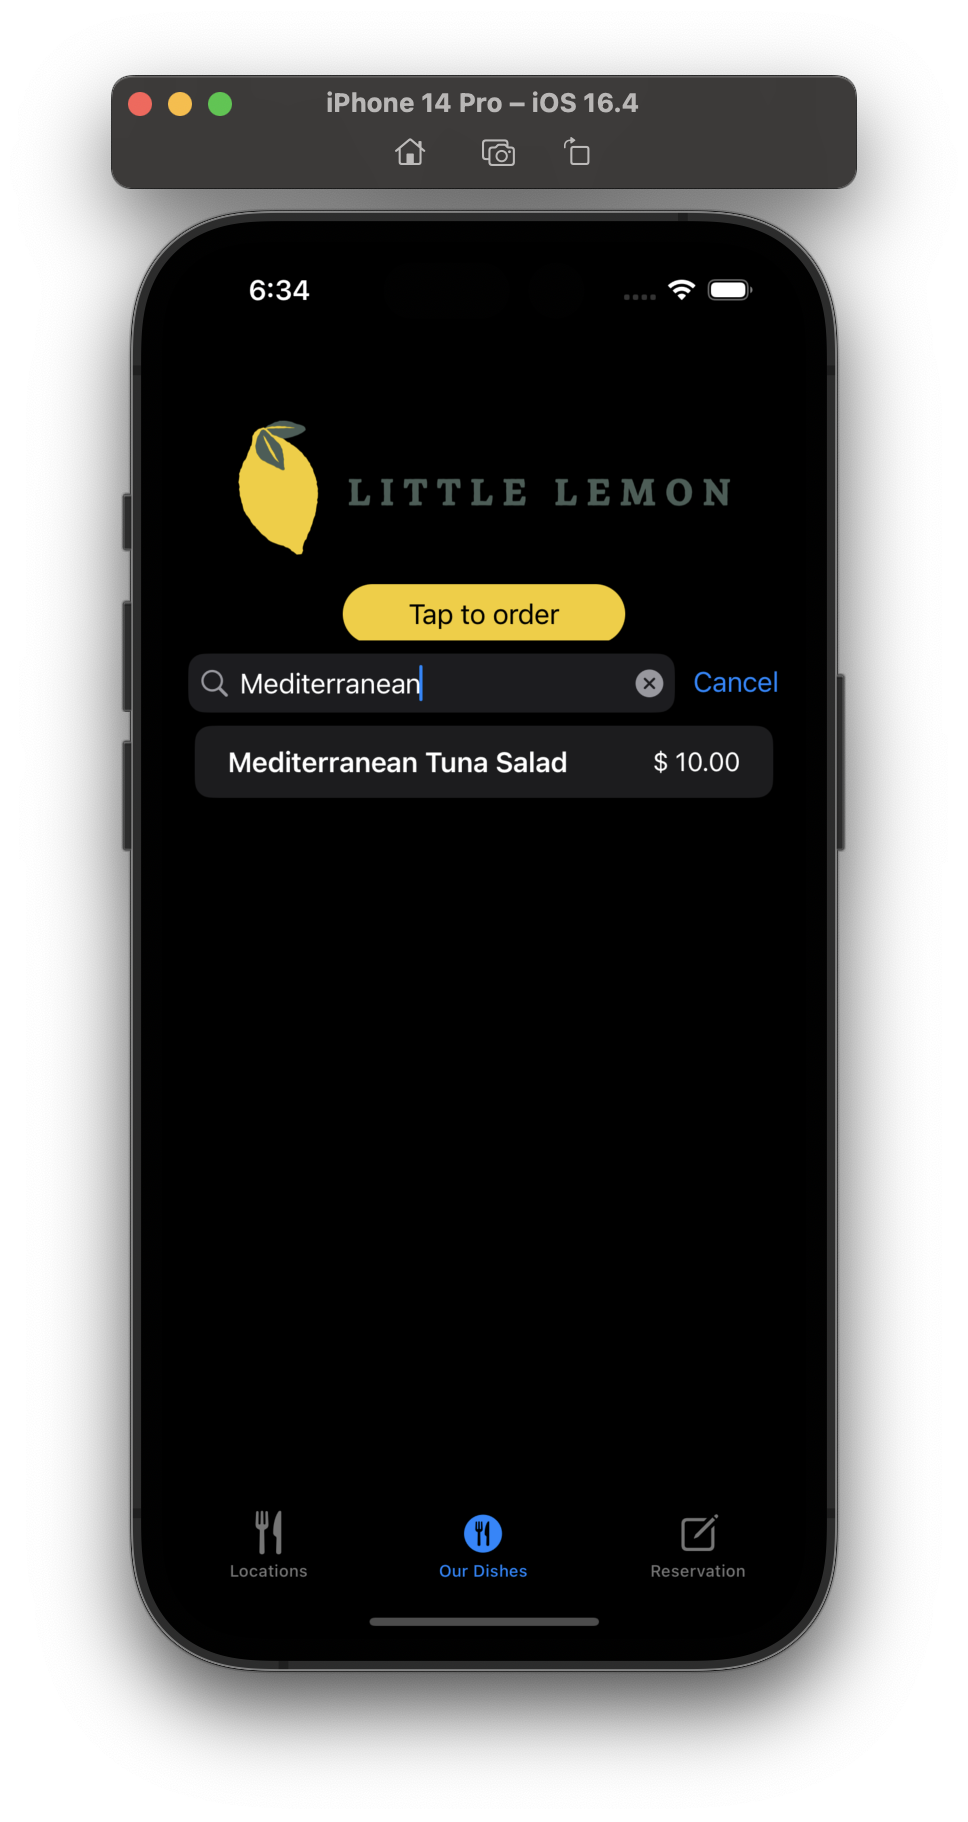 iPhone 14 Pro – iOS 16.4
6:34
LITTLE LEMON
Tap to order
Mediterranean Cancel
Mediterranean Tuna Salad $ 10.00
Locations Our Dishes Reservation